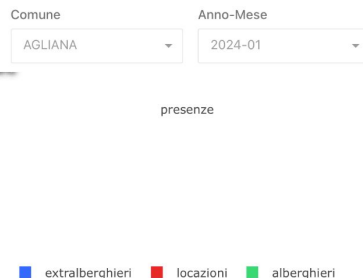 Comune Anno-Mese
AGLIANA 2024-01
presenze
extralberghieri locazioni alberghieri